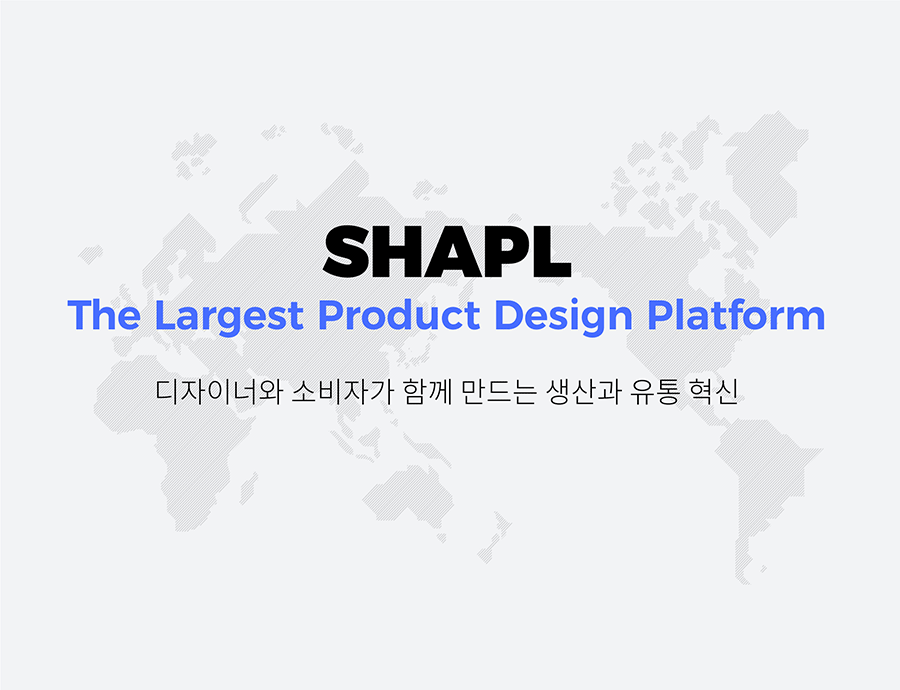 SHAPL
The Largest Product Design Platform
디자이너와 소비자가 함께 만드는 생산과 유통 혁신